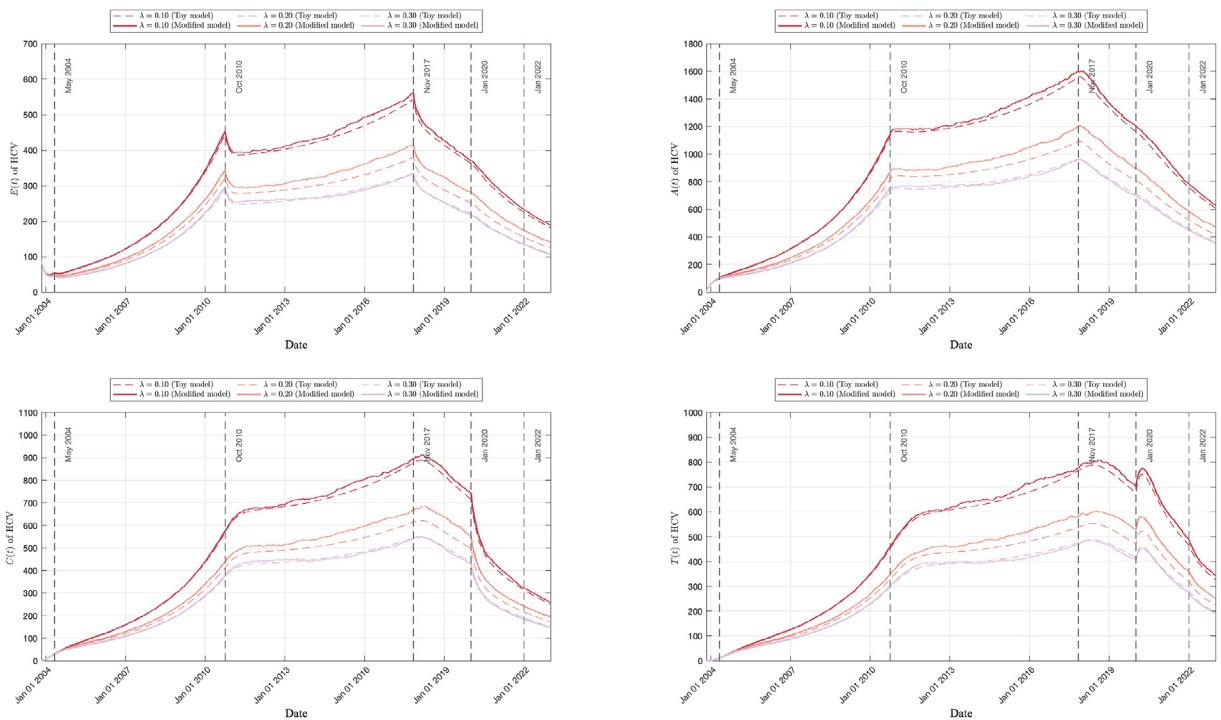 λ = 0.10 (Toy model) λ = 0.20 (Toy model) λ = 0.30 (Toy model)
λ = 0.10 (Modified model) λ = 0.20 (Modified model) λ = 0.30 (Modified model)
E(t) of HCV
700
600
500
400
300
200
100
0
May 2004
Oct 2010
Nov 2017
Jan 2020
Jan 2022
Jan 01 2004
Jan 01 2007
Jan 01 2010
Jan 01 2013
Jan 01 2016
Jan 01 2019
Jan 01 2022
Date
λ = 0.10 (Toy model) λ = 0.20 (Toy model) λ = 0.30 (Toy model)
λ = 0.10 (Modified model) λ = 0.20 (Modified model) λ = 0.30 (Modified model)
A(t) of HCV
1800
1600
1400
1200
1000
800
600
400
200
0
May 2004
Oct 2010
Nov 2017
Jan 2020
Jan 2022
Jan 01 2004
Jan 01 2007
Jan 01 2010
Jan 01 2013
Jan 01 2016
Jan 01 2019
Jan 01 2022
Date
λ = 0.10 (Toy model) λ = 0.20 (Toy model) λ = 0.30 (Toy model)
λ = 0.10 (Modified model) λ = 0.20 (Modified model) λ = 0.30 (Modified model)
C(t) of HCV
1100
1000
900
800
700
600
500
400
300
200
100
0
May 2004
Oct 2010
Nov 2017
Jan 2020
Jan 2022
Jan 01 2004
Jan 01 2007
Jan 01 2010
Jan 01 2013
Jan 01 2016
Jan 01 2019
Jan 01 2022
Date
λ = 0.10 (Toy model) λ = 0.20 (Toy model) λ = 0.30 (Toy model)
λ = 0.10 (Modified model) λ = 0.20 (Modified model) λ = 0.30 (Modified model)
T(t) of HCV
1000
900
800
700
600
500
400
300
200
100
0
May 2004
Oct 2010
Nov 2017
Jan 2020
Jan 2022
Jan 01 2004
Jan 01 2007
Jan 01 2010
Jan 01 2013
Jan 01 2016
Jan 01 2019
Jan 01 2022
Date